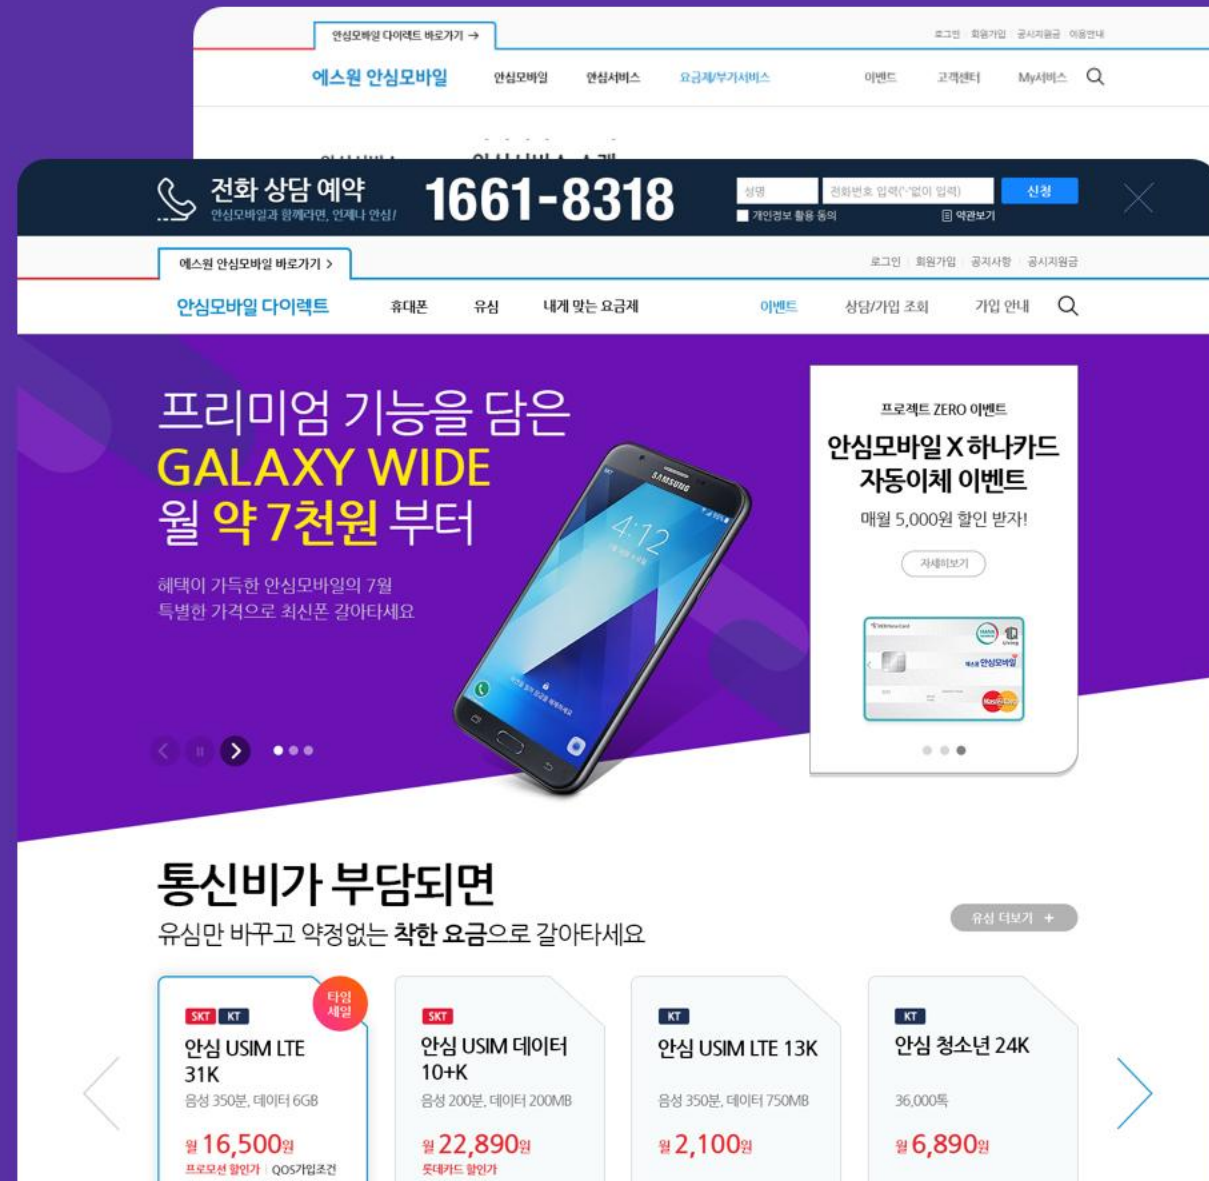 안심모바일 다이렉트 바로가기 →
로그인 회원가입 공시지원금 이용안내
에스원 안심모바일 안심모바일 안심서비스 요금제/부가서비스 이벤트 고객센터 My서비스
전화 상담 예약
안심모바일과 함께라면, 언제나 안심!
1661-8318
성명 전화번호 입력('-'없이 입력) 신청
개인정보 활용 동의 약관보기
에스원 안심모바일 바로가기 >
로그인 회원가입 공지사항 공시지원금
안심모바일 다이렉트 휴대폰 유심 내게 맞는 요금제 이벤트 상담/가입 조회 가입 안내
프리미엄 기능을 담은
GALAXY WIDE
월 약 7천원 부터
혜택이 가득한 안심모바일의 7월
특별한 가격으로 최신폰 갈아타세요
SAMSUNG
4:12
프로젝트 ZERO 이벤트
안심모바일 X 하나카드
자동이체 이벤트
매월 5,000원 할인 받자!
자세히보기
에스원 안심모바일
MasterCard
통신비가 부담되면
유심만 바꾸고 약정없는 착한 요금으로 갈아타세요
유심 더보기 +
타임
세일
SKT KT
안심 USIM LTE
31K
음성 350분, 데이터 6GB
월 16,500원
프로모션 할인가 QOS가입조건
SKT
안심 USIM 데이터
10+K
음성 200분, 데이터 200MB
월 22,890원
롯데카드 할인가
KT
안심 USIM LTE 13K
음성 350분, 데이터 750MB
월 2,100원
KT
안심 청소년 24K
36,000톡
월 6,890원